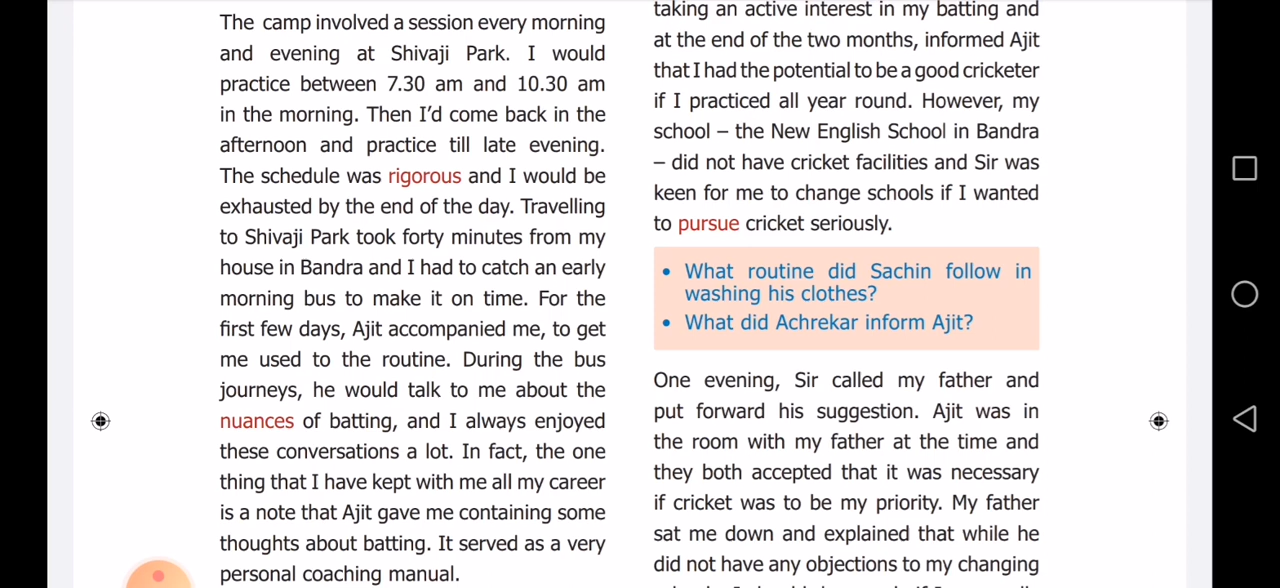 The camp involved a session every morning
and evening at Shivaji Park. I would
practice between 7.30 am and 10.30 am
in the morning. Then I'd come back in the
afternoon and practice till late evening.
The schedule was rigorous and I would be
exhausted by the end of the day. Travelling
to Shivaji Park took forty minutes from my
house in Bandra and I had to catch an early
morning bus to make it on time. For the
first few days, Ajit accompanied me, to get
me used to the routine. During the bus
journeys, he would talk to me about the
nuances of batting, and I always enjoyed
these conversations a lot. In fact, the one
thing that I have kept with me all my career
is a note that Ajit gave me containing some
thoughts about batting. It served as a very
personal coaching manual.
taking an active interest in my batting and
at the end of the two months, informed Ajit
that I had the potential to be a good cricketer
if I practiced all year round. However, my
school – the New English School in Bandra
– did not have cricket facilities and Sir was
keen for me to change schools if I wanted
to pursue cricket seriously.
• What routine did Sachin follow in
washing his clothes?
• What did Achrekar inform Ajit?
One evening, Sir called my father and
put forward his suggestion. Ajit was in
the room with my father at the time and
they both accepted that it was necessary
if cricket was to be my priority. My father
sat me down and explained that while he
did not have any objections to my changing